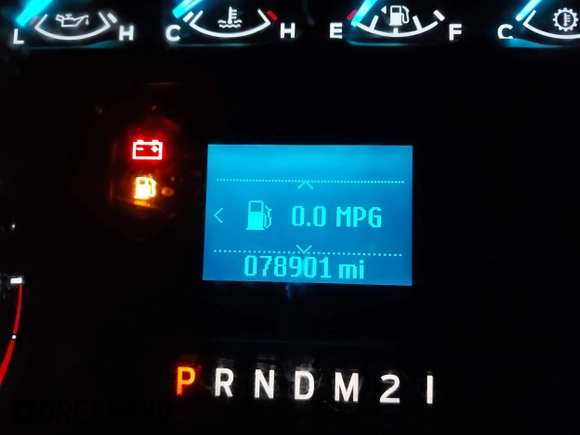 L H C H E F C
0.0 MPG
078901 mi
P R N D M 2 1